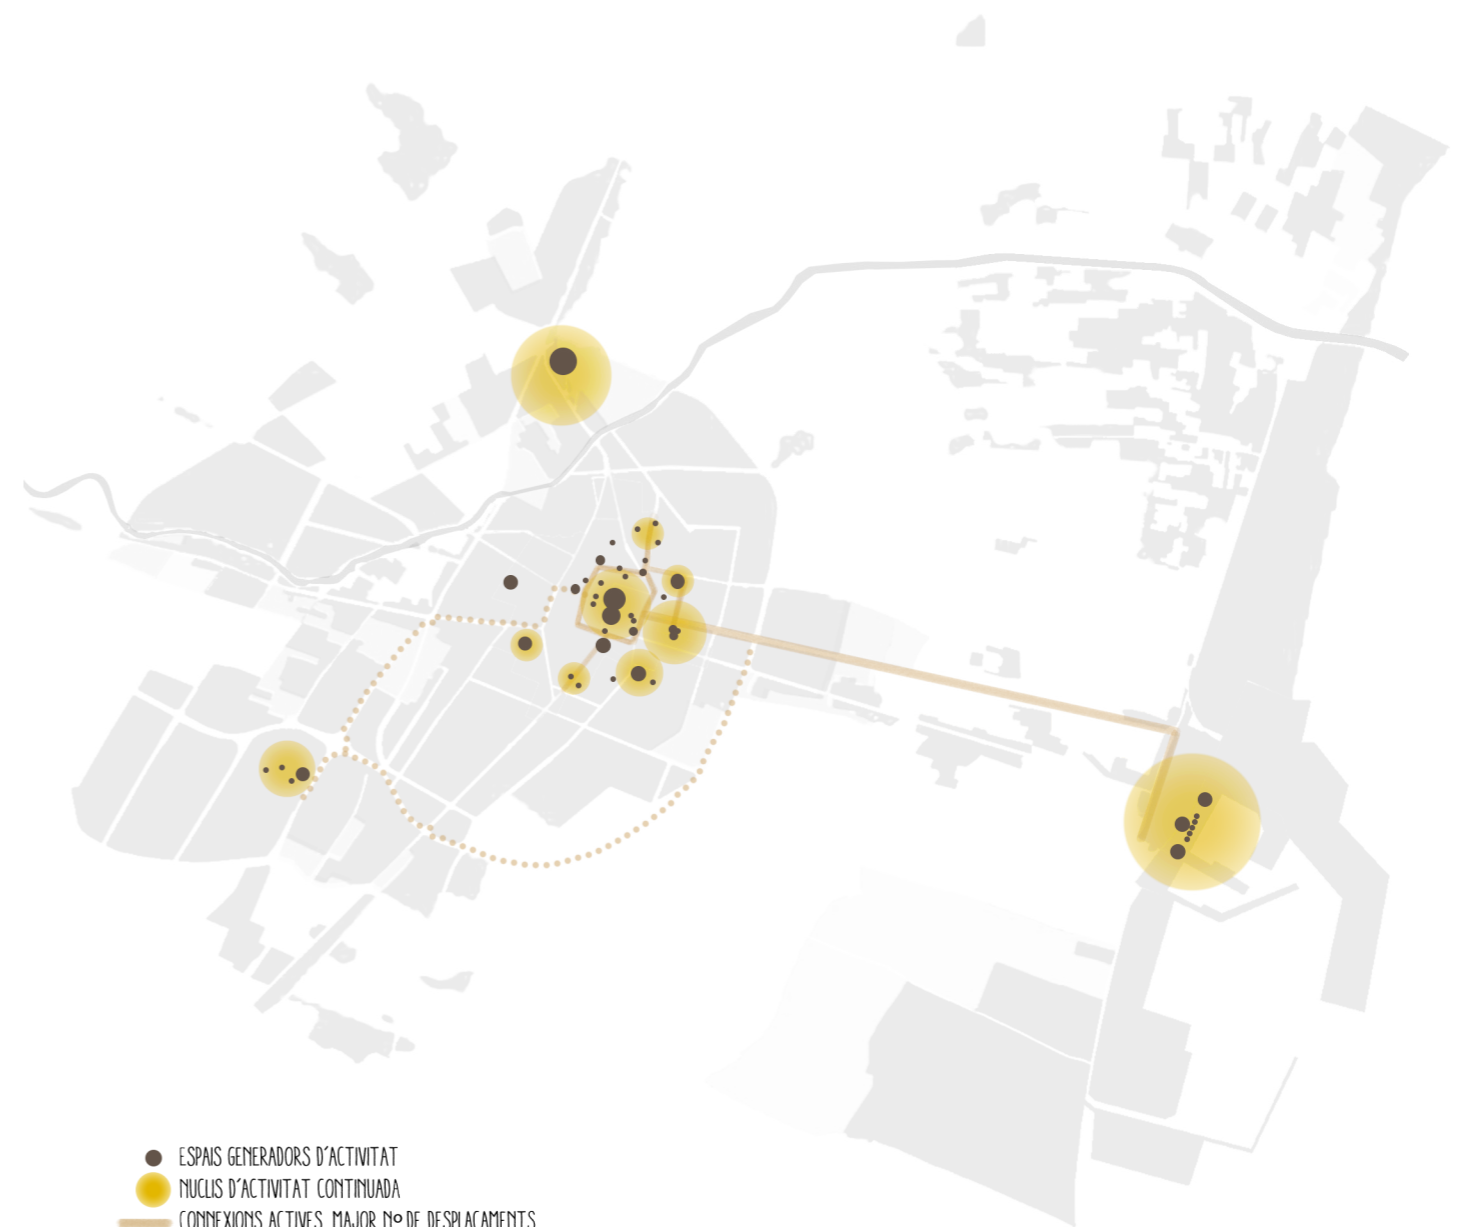 ESPAIS GENERADORS D'ACTIVITAT
NUCLIS D'ACTIVITAT CONTINUADA
CONNEXIONS ACTIVES. MAJOR Nº DE DESPLAÇAMENTS